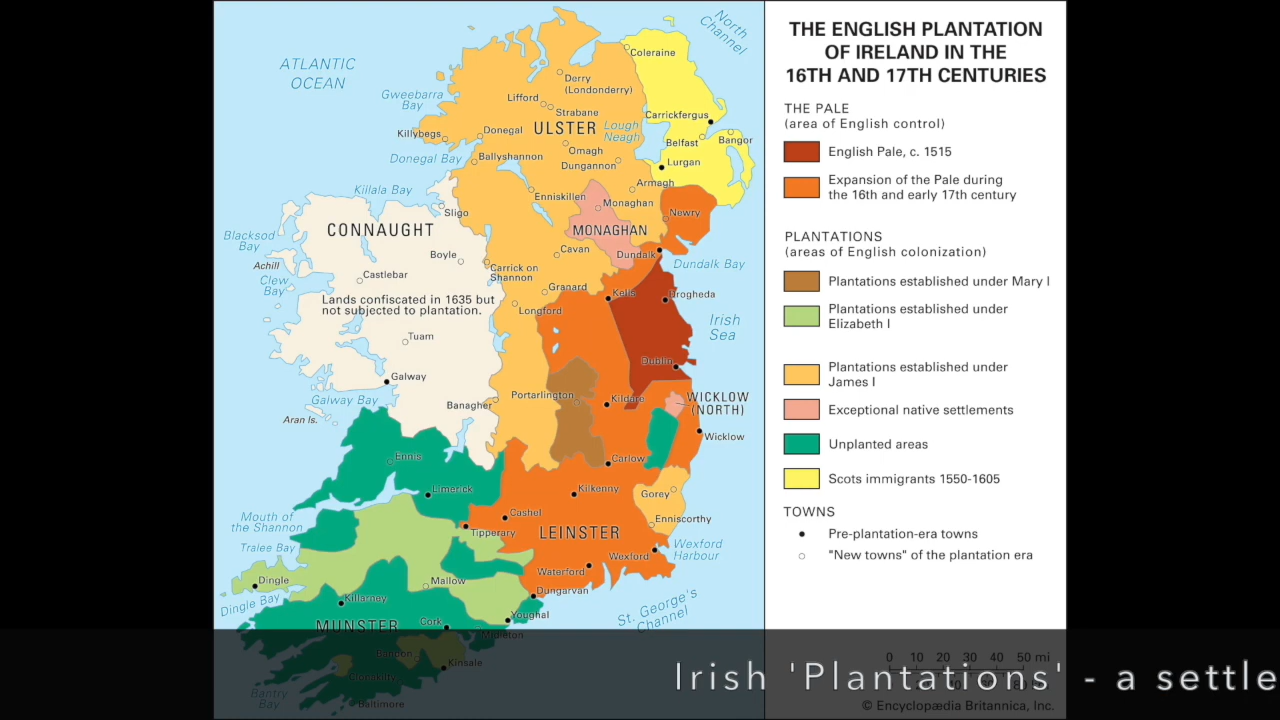 THE ENGLISH PLANTATION
OF IRELAND IN THE
16TH AND 17TH CENTURIES
THE PALE
(area of English control)
English Pale, c. 1515
Expansion of the Pale during
the 16th and early 17th century
PLANTATIONS
(areas of English colonization)
Plantations established under Mary I
Plantations established under
Elizabeth I
Plantations established under
James I
Exceptional native settlements
Unplanted areas
Scots immigrants 1550-1605
TOWNS
Pre-plantation-era towns
"New towns" of the plantation era
0 10 20 30 40 50 mi
© Encyclopædia Britannica, Inc.
North
Channel
ATLANTIC
OCEAN
Coleraine
Derry
(Londonderry)
Gweebarra
Bay
Lifford
Strabane
Carrickfergus
ULSTER
Lough
Neagh
Killybegs
Donegal
Belfast
Bangor
Omagh
Donegal Bay
Ballyshannon
Dungannon
Lurgan
Armagh
Killala Bay
Enniskillen
Monaghan
Sligo
Newry
CONNAUGHT
MONAGHAN
Blacksod
Bay
Boyle
Cavan
Dundalk
Achill
Carrick on
Shannon
Dundalk Bay
Clew
Bay
Castlebar
Granard
Kells
Drogheda
Lands confiscated in 1635 but
not subjected to plantation.
Longford
Irish
Sea
Tuam
Dublin
Galway
Portarlington
Kildare
WICKLOW
(NORTH)
Galway Bay
Banagher
Aran Is.
Wicklow
Ennis
Carlow
Limerick
Kilkenny
Gorey
Cashel
Enniscorthy
Mouth of
the Shannon
Tipperary
LEINSTER
Tralee Bay
Wexford
Wexford
Harbour
Waterford
Dingle
Mallow
Dungarvan
Dingle Bay
Killarney
St. George's
Channel
Youghal
MUNSTER
Cork
Midleton
Bandon
Kinsale
Clonakilty
Bantry
Bay
Baltimore
Irish 'Plantations' - a settle